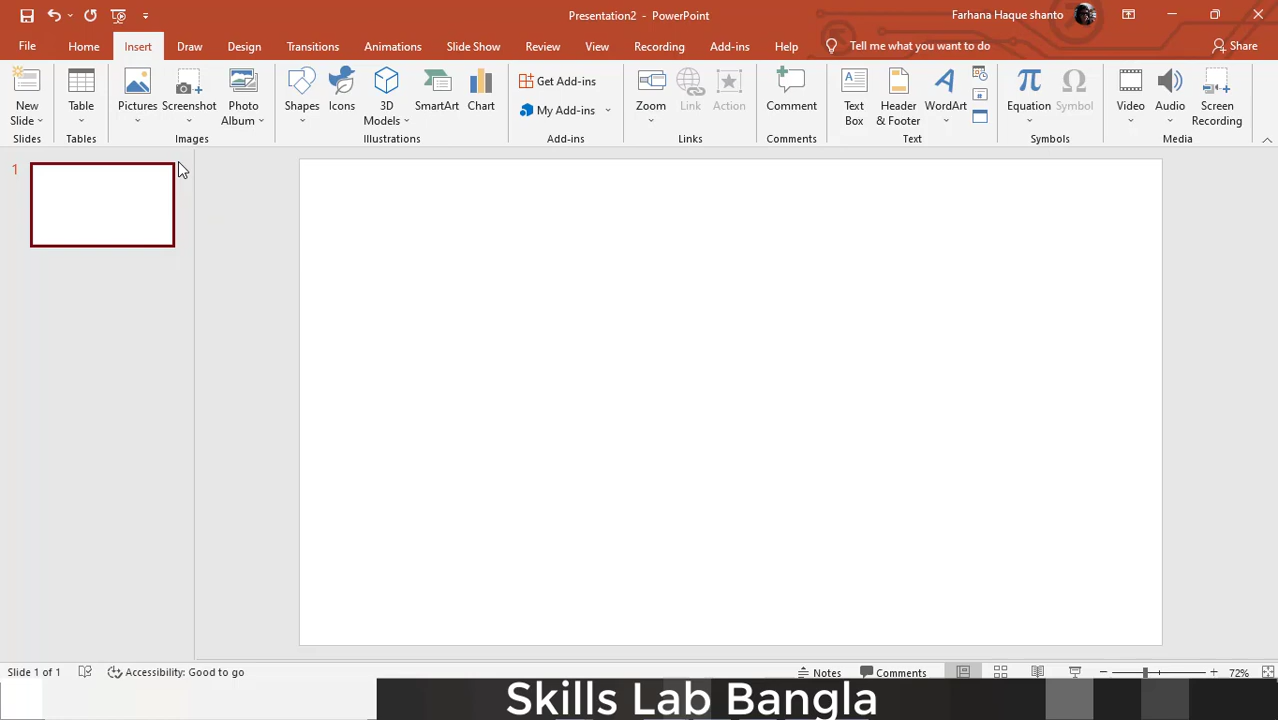 Presentation2 - PowerPoint
Farhana Haque shanto
File Home Insert Draw Design Transitions Animations Slide Show Review View Recording Add-ins Help Tell me what you want to do Share
New Slide
Table
Pictures
Screenshot
Photo Album
Shapes
Icons
3D Models
SmartArt
Chart
Get Add-ins
My Add-ins
Zoom
Link
Action
Comment
Text Box
Header & Footer
WordArt
Equation
Symbol
Video
Audio
Screen Recording
Slides Tables Images Illustrations Add-ins Links Comments Text Symbols Media
1
Slide 1 of 1 Accessibility: Good to go Notes Comments 72%
Skills Lab Bangla